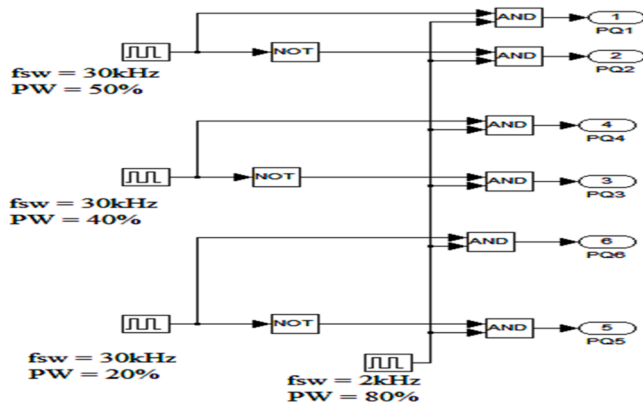 AND
1
PQ1
NOT
AND
2
PQ2
fsw = 30kHz
PW = 50%
AND
4
PQ4
NOT
AND
3
PQ3
fsw = 30kHz
PW = 40%
AND
6
PQ6
NOT
AND
5
PQ5
fsw = 30kHz
PW = 20%
fsw = 2kHz
PW = 80%